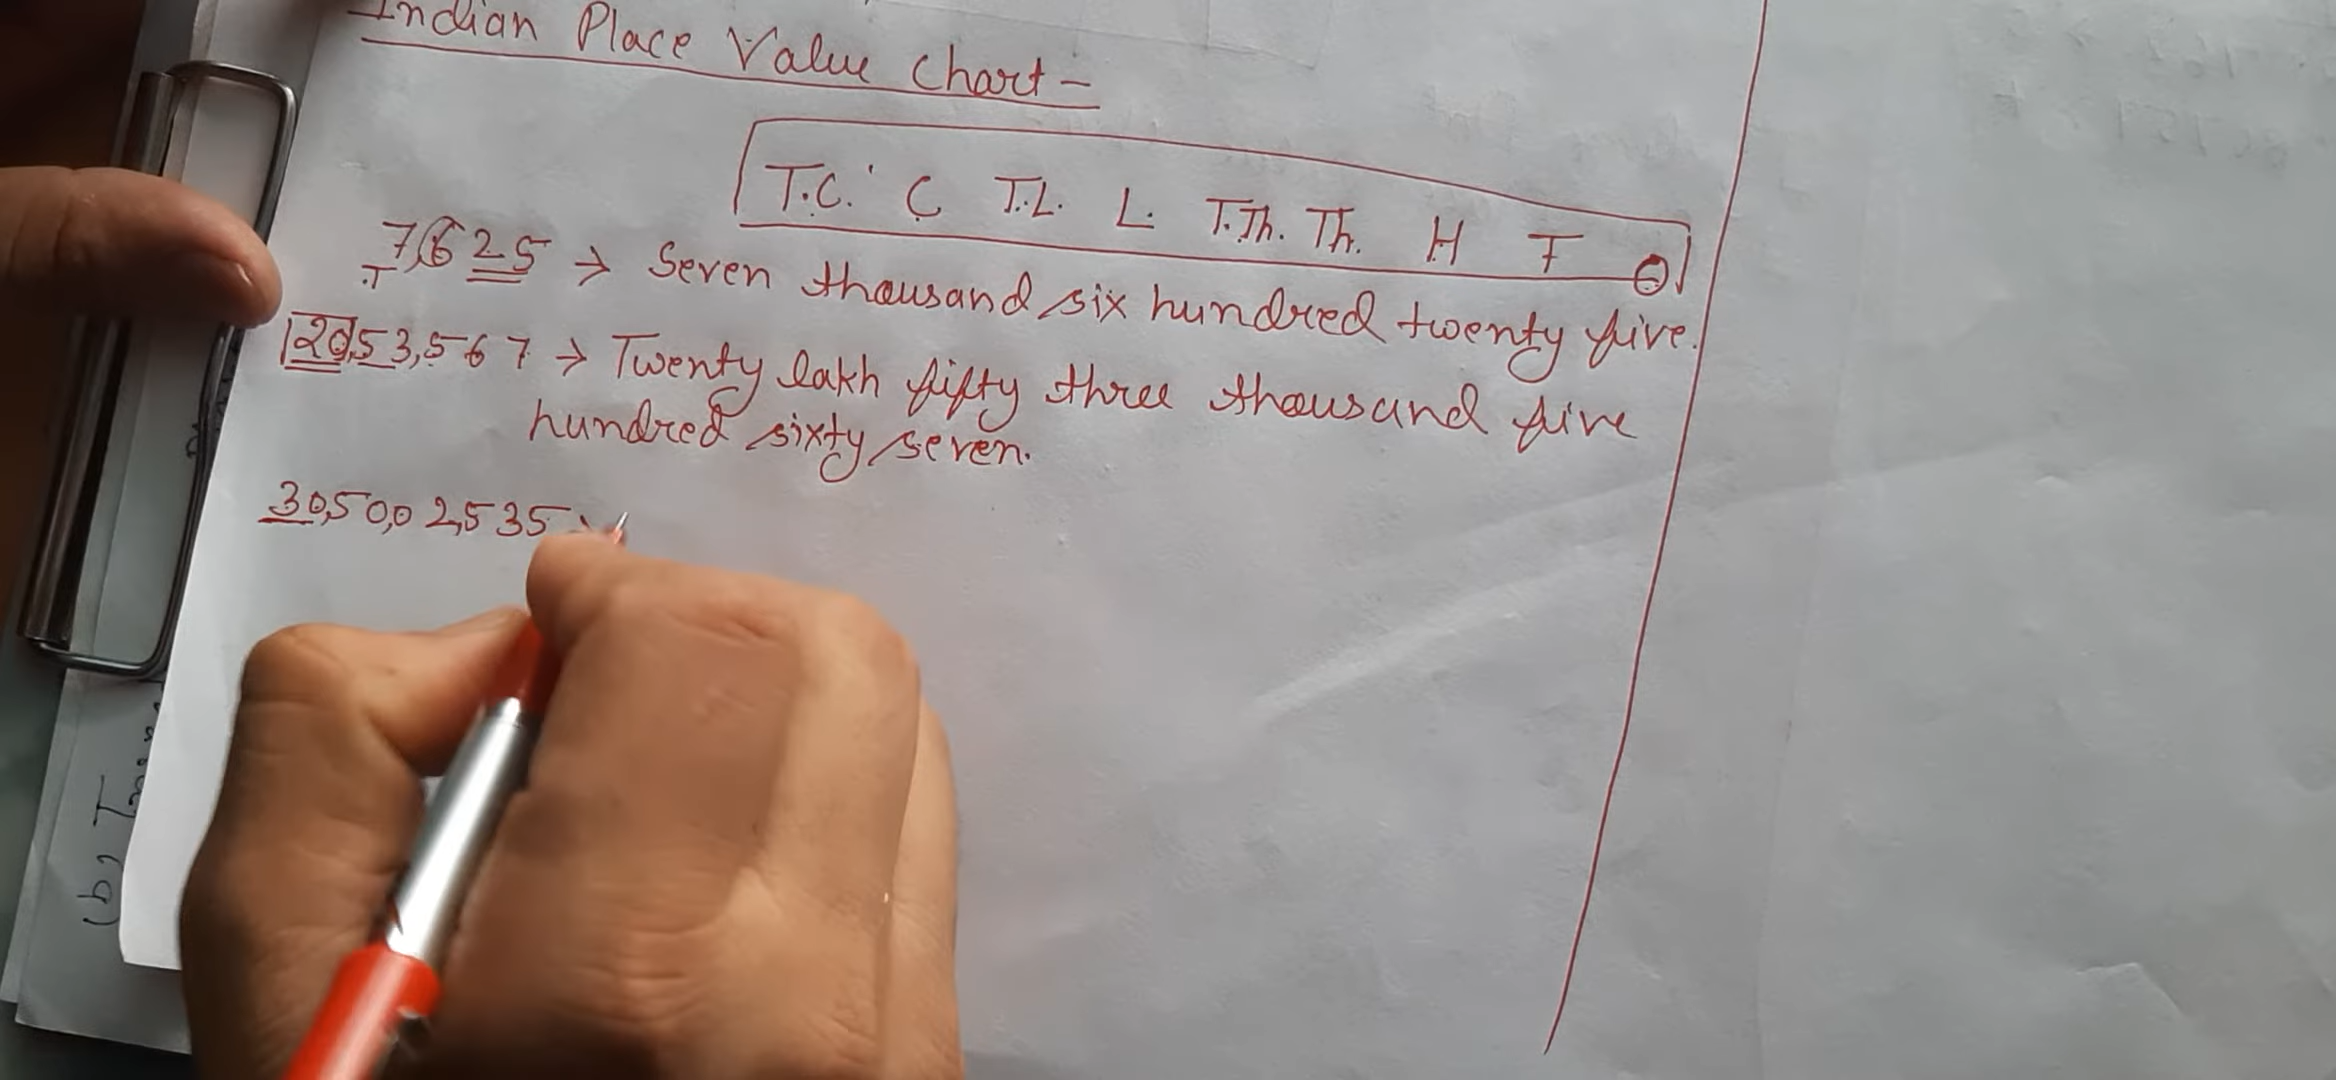 Indian Place Value Chart -
T.C. C T.L. L. T.Th. Th. H T O
7,625 → Seven thousand six hundred twenty five.
.T
20,53,567 → Twenty lakh fifty three thousand five
hundred sixty seven.
30,50,02,535
(b)